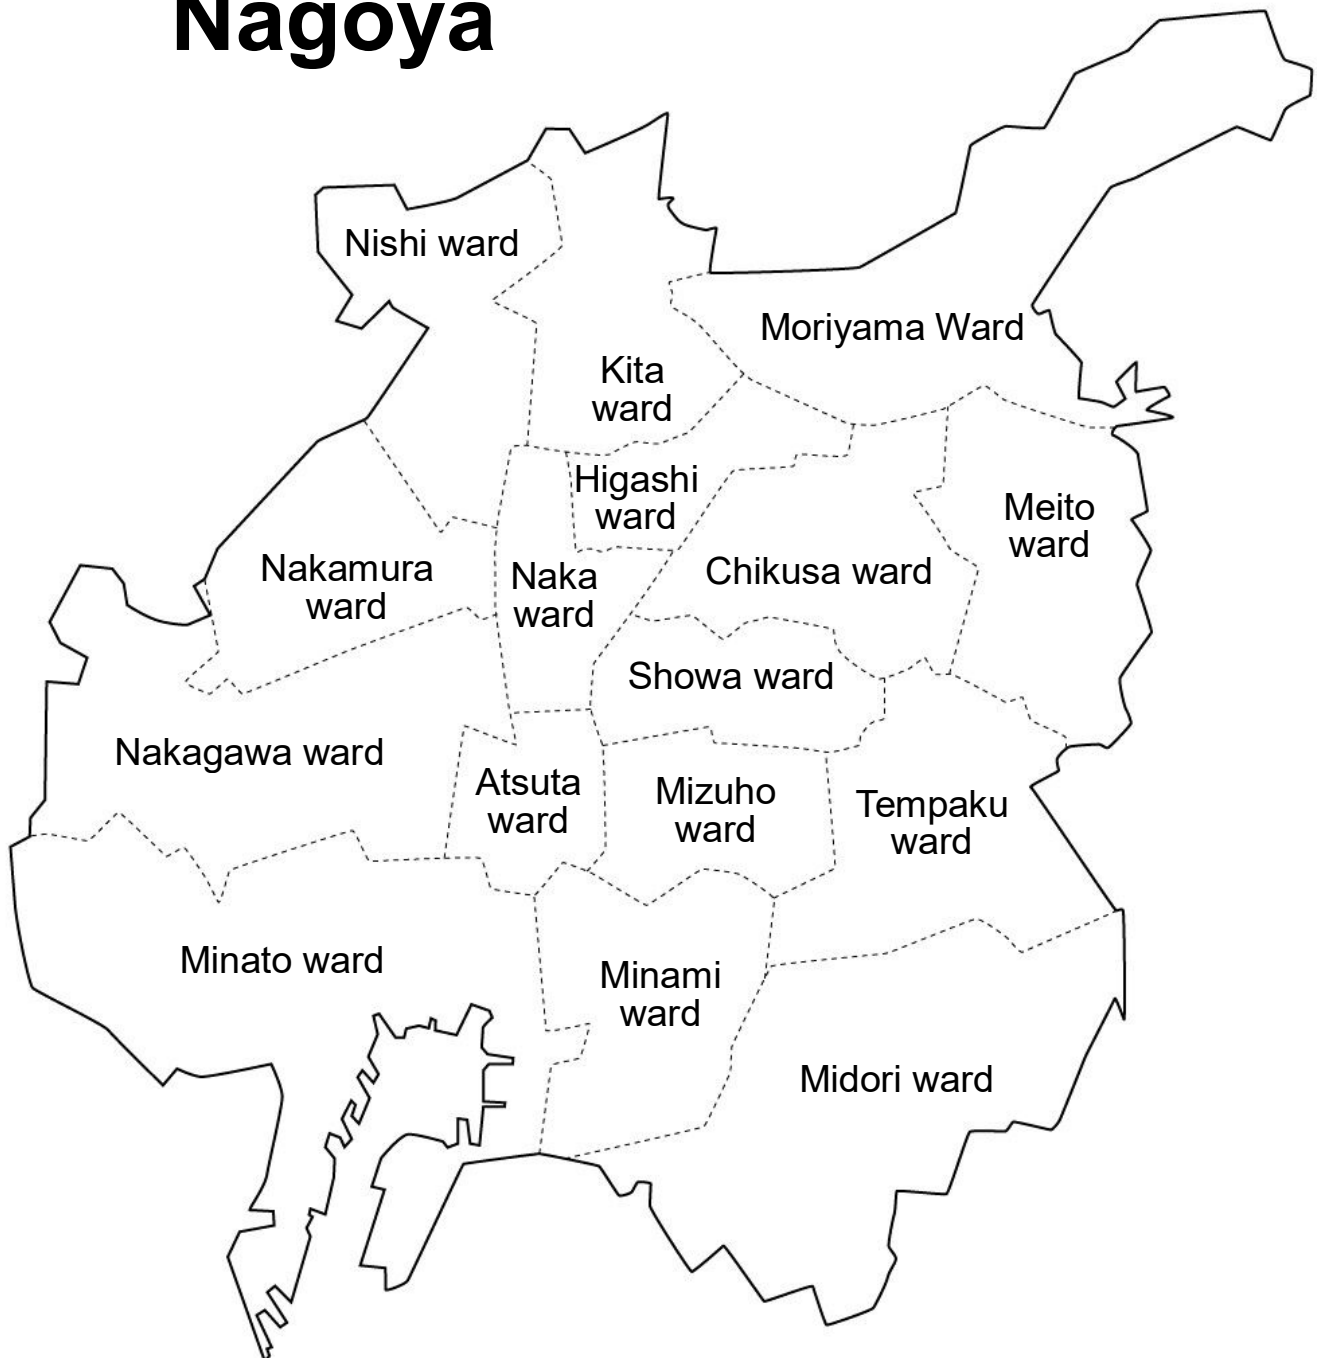 Nagoya
Nishi ward
Moriyama Ward
Kita
ward
Higashi
ward
Meito
ward
Nakamura
ward
Naka
ward
Chikusa ward
Showa ward
Nakagawa ward
Atsuta
ward
Mizuho
ward
Tempaku
ward
Minato ward
Minami
ward
Midori ward